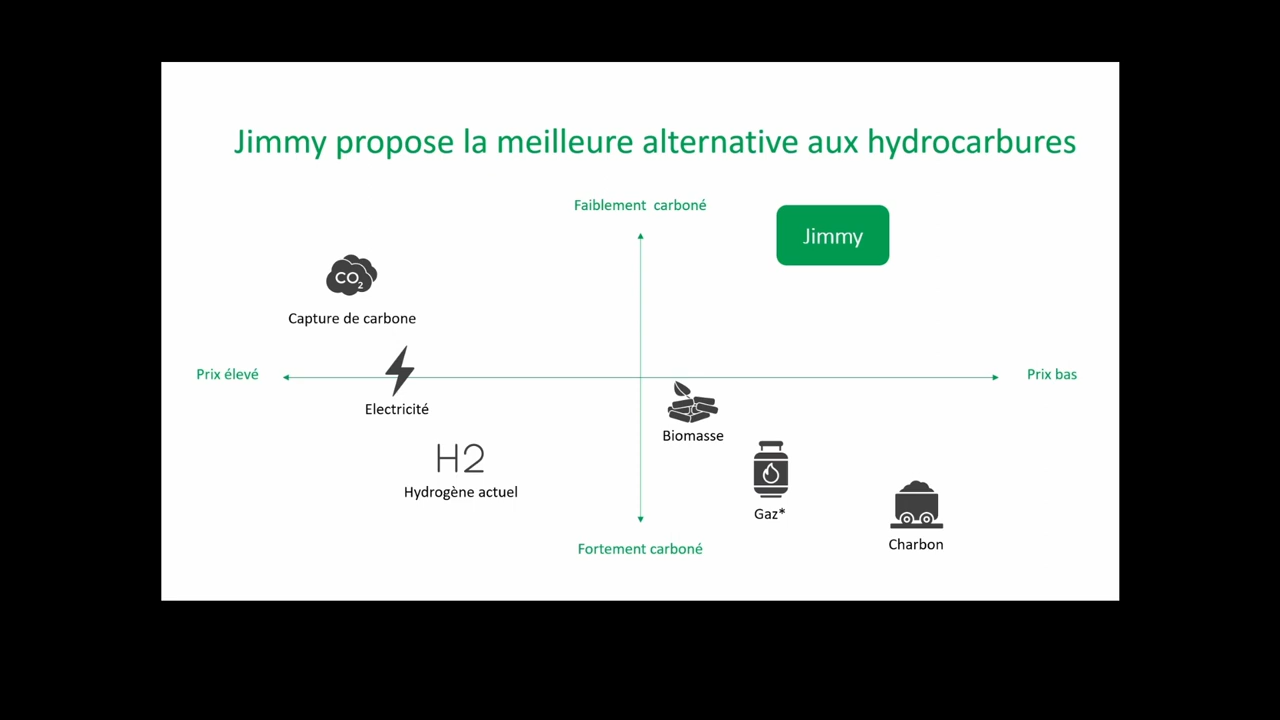 Jimmy propose la meilleure alternative aux hydrocarbures
Faiblement carboné
Jimmy
CO2
Capture de carbone
Prix élevé
Prix bas
Electricité
Biomasse
H2
Hydrogène actuel
Gaz*
Charbon
Fortement carboné